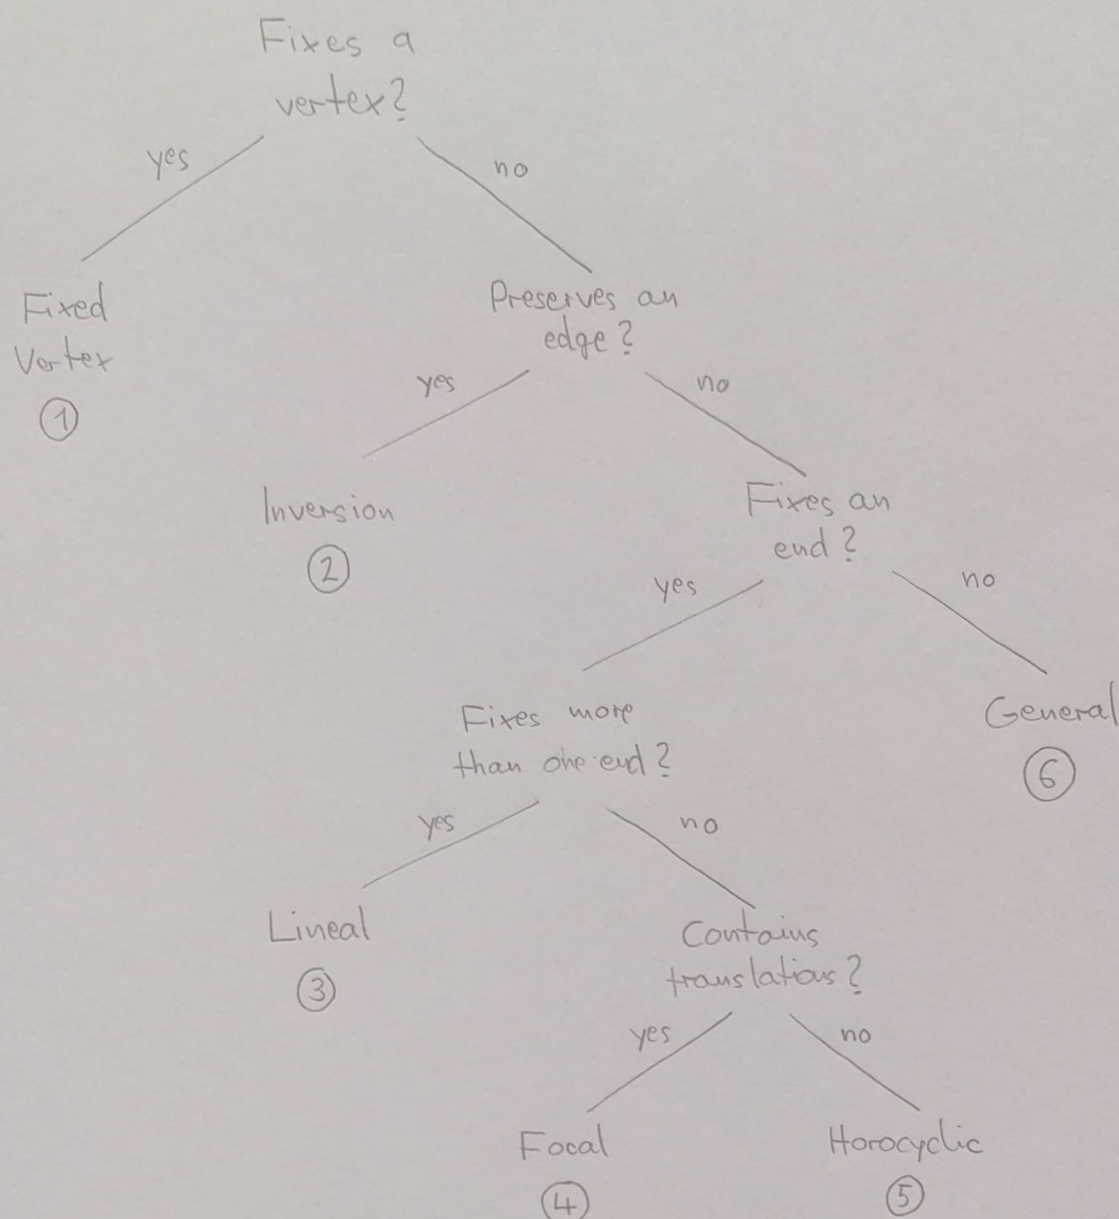 Fixes a
vertex?
yes
no
Fixed
Vertex
①
Preserves an
edge?
yes
no
Inversion
②
Fixes an
end?
yes
no
Fixes more
than one end?
General
⑥
yes
no
Lineal
③
Contains
translations?
yes
no
Focal
④
Horocyclic
⑤